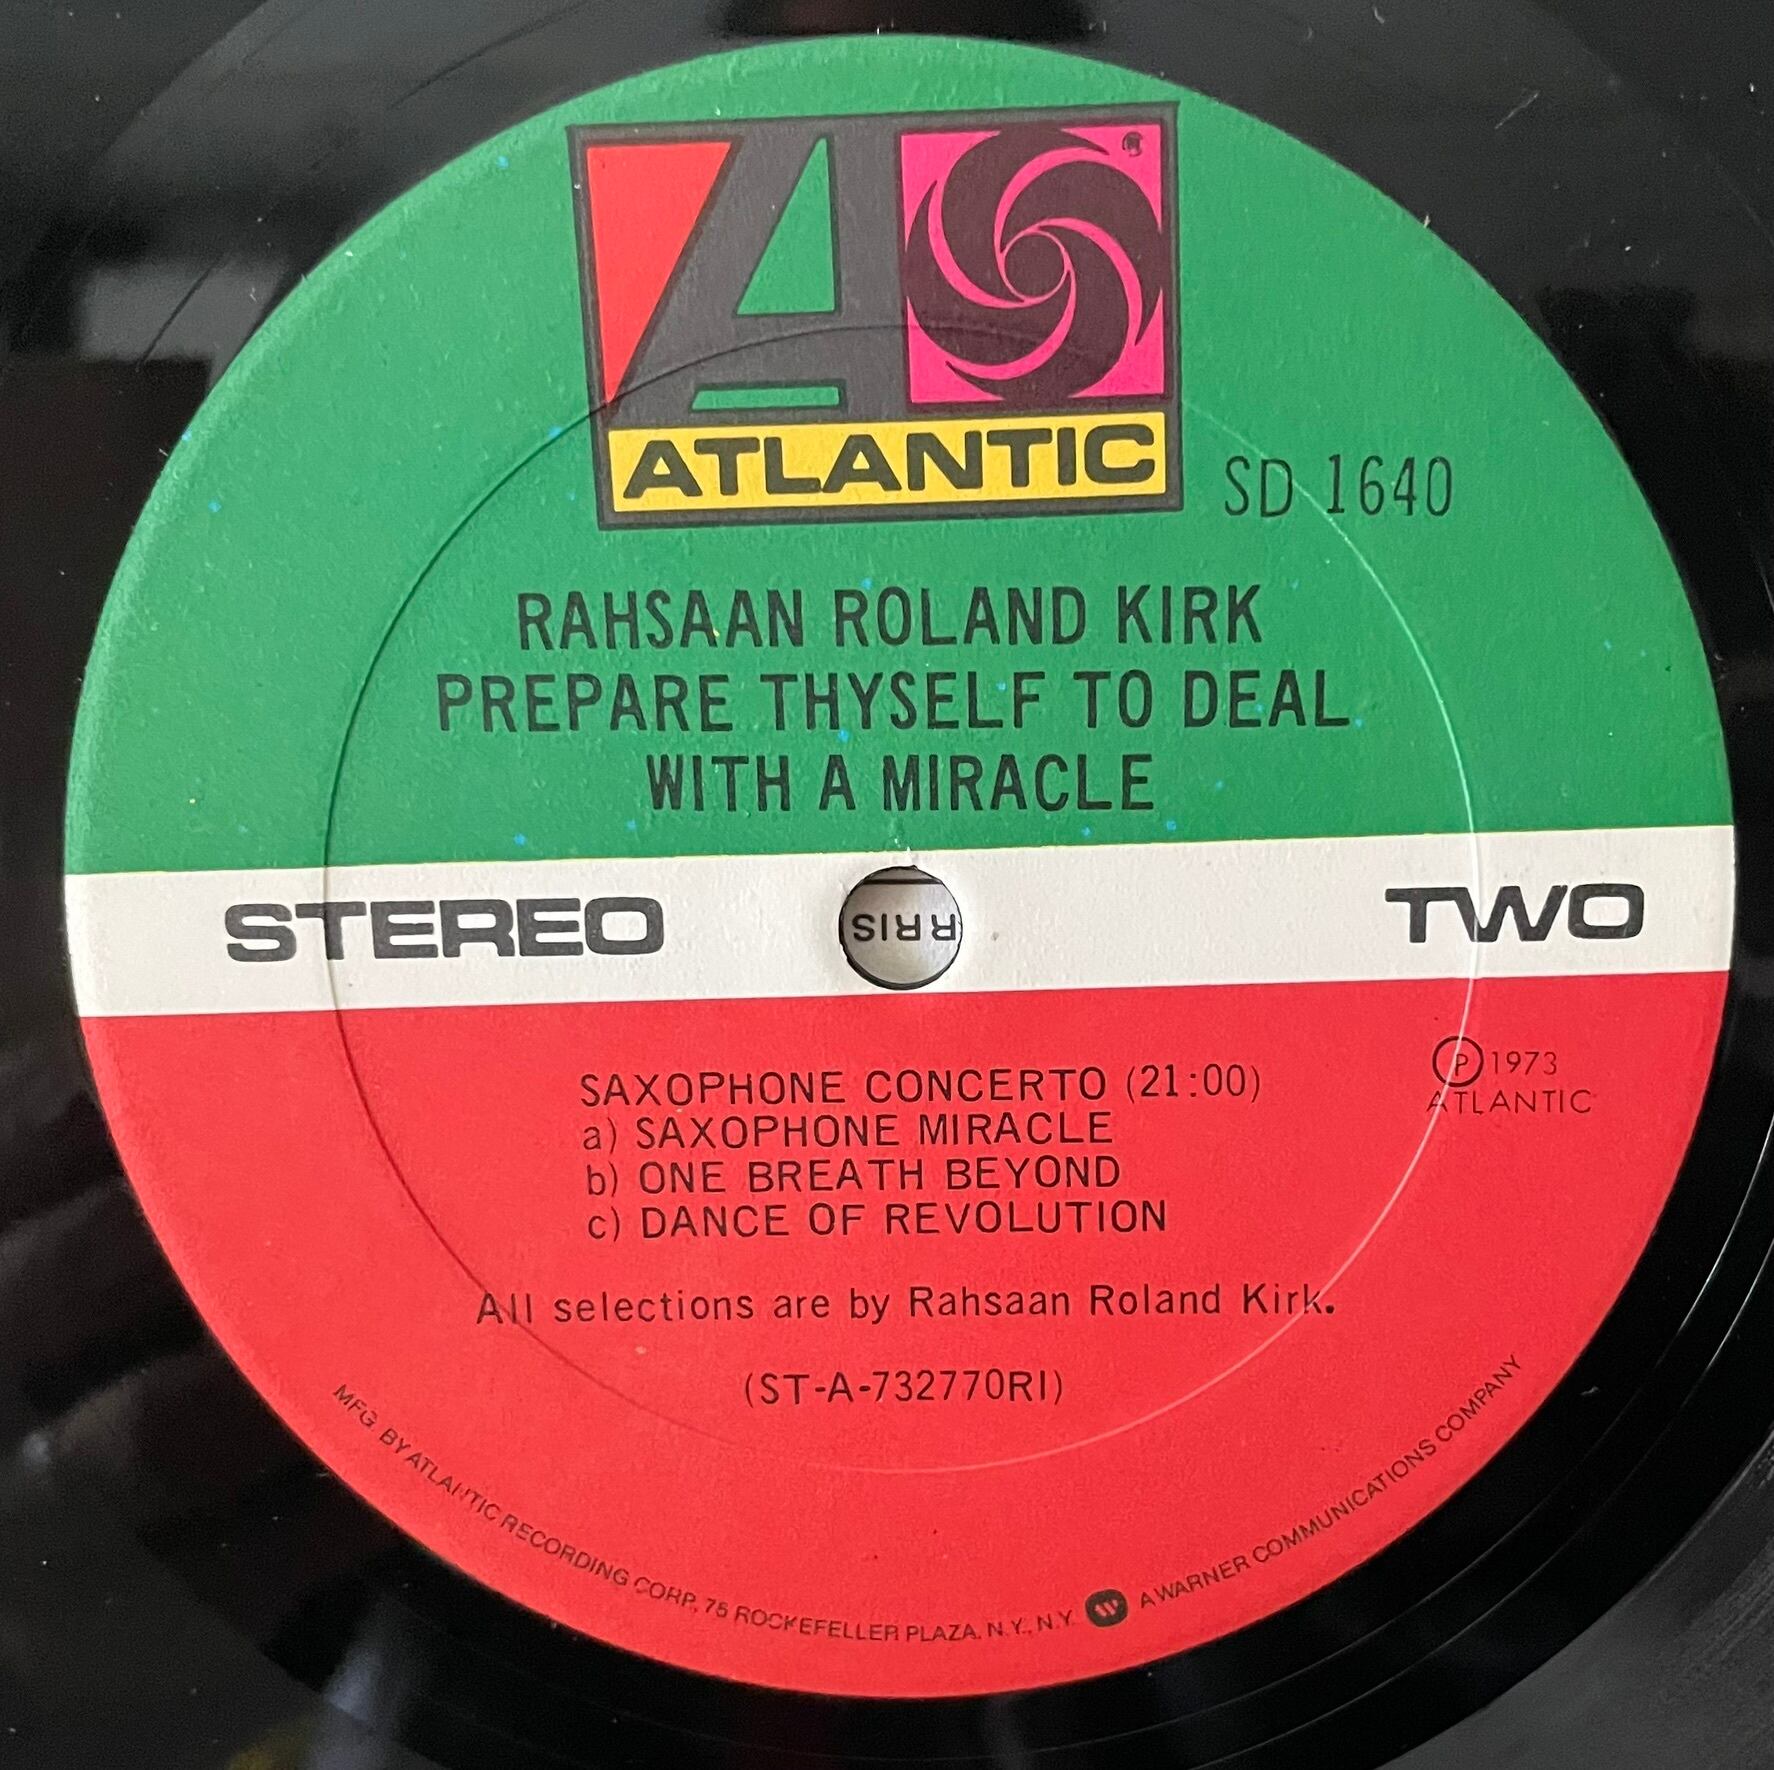 ATLANTIC
SD 1640
RAHSAAN ROLAND KIRK
PREPARE THYSELF TO DEAL
WITH A MIRACLE
STEREO
RRIS
TWO
SAXOPHONE CONCERTO (21:00)
a) SAXOPHONE MIRACLE
b) ONE BREATH BEYOND
c) DANCE OF REVOLUTION
℗ 1973
ATLANTIC
All selections are by Rahsaan Roland Kirk.
(ST-A-732770RI)
MFG. BY ATLANTIC RECORDING CORP., 75 ROCKEFELLER PLAZA, N.Y., N.Y. A WARNER COMMUNICATIONS COMPANY